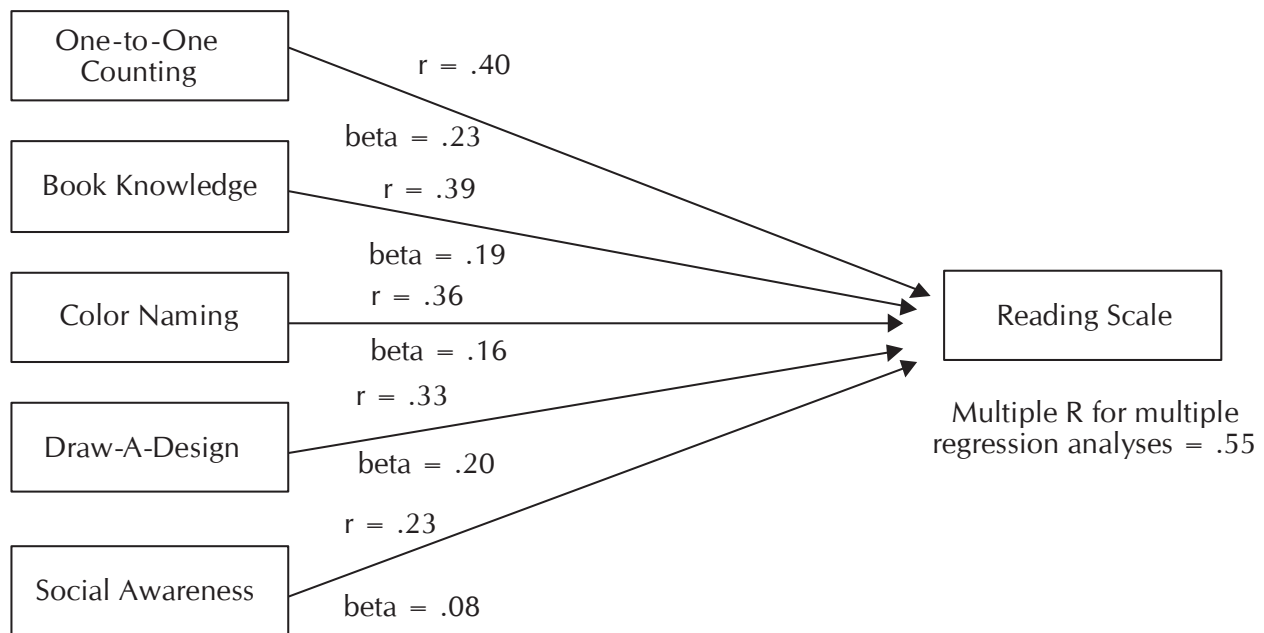 One-to-One
Counting
r = .40
beta = .23
Book Knowledge
r = .39
beta = .19
Color Naming
r = .36
beta = .16
Reading Scale
Draw-A-Design
r = .33
beta = .20
Multiple R for multiple
regression analyses = .55
Social Awareness
r = .23
beta = .08